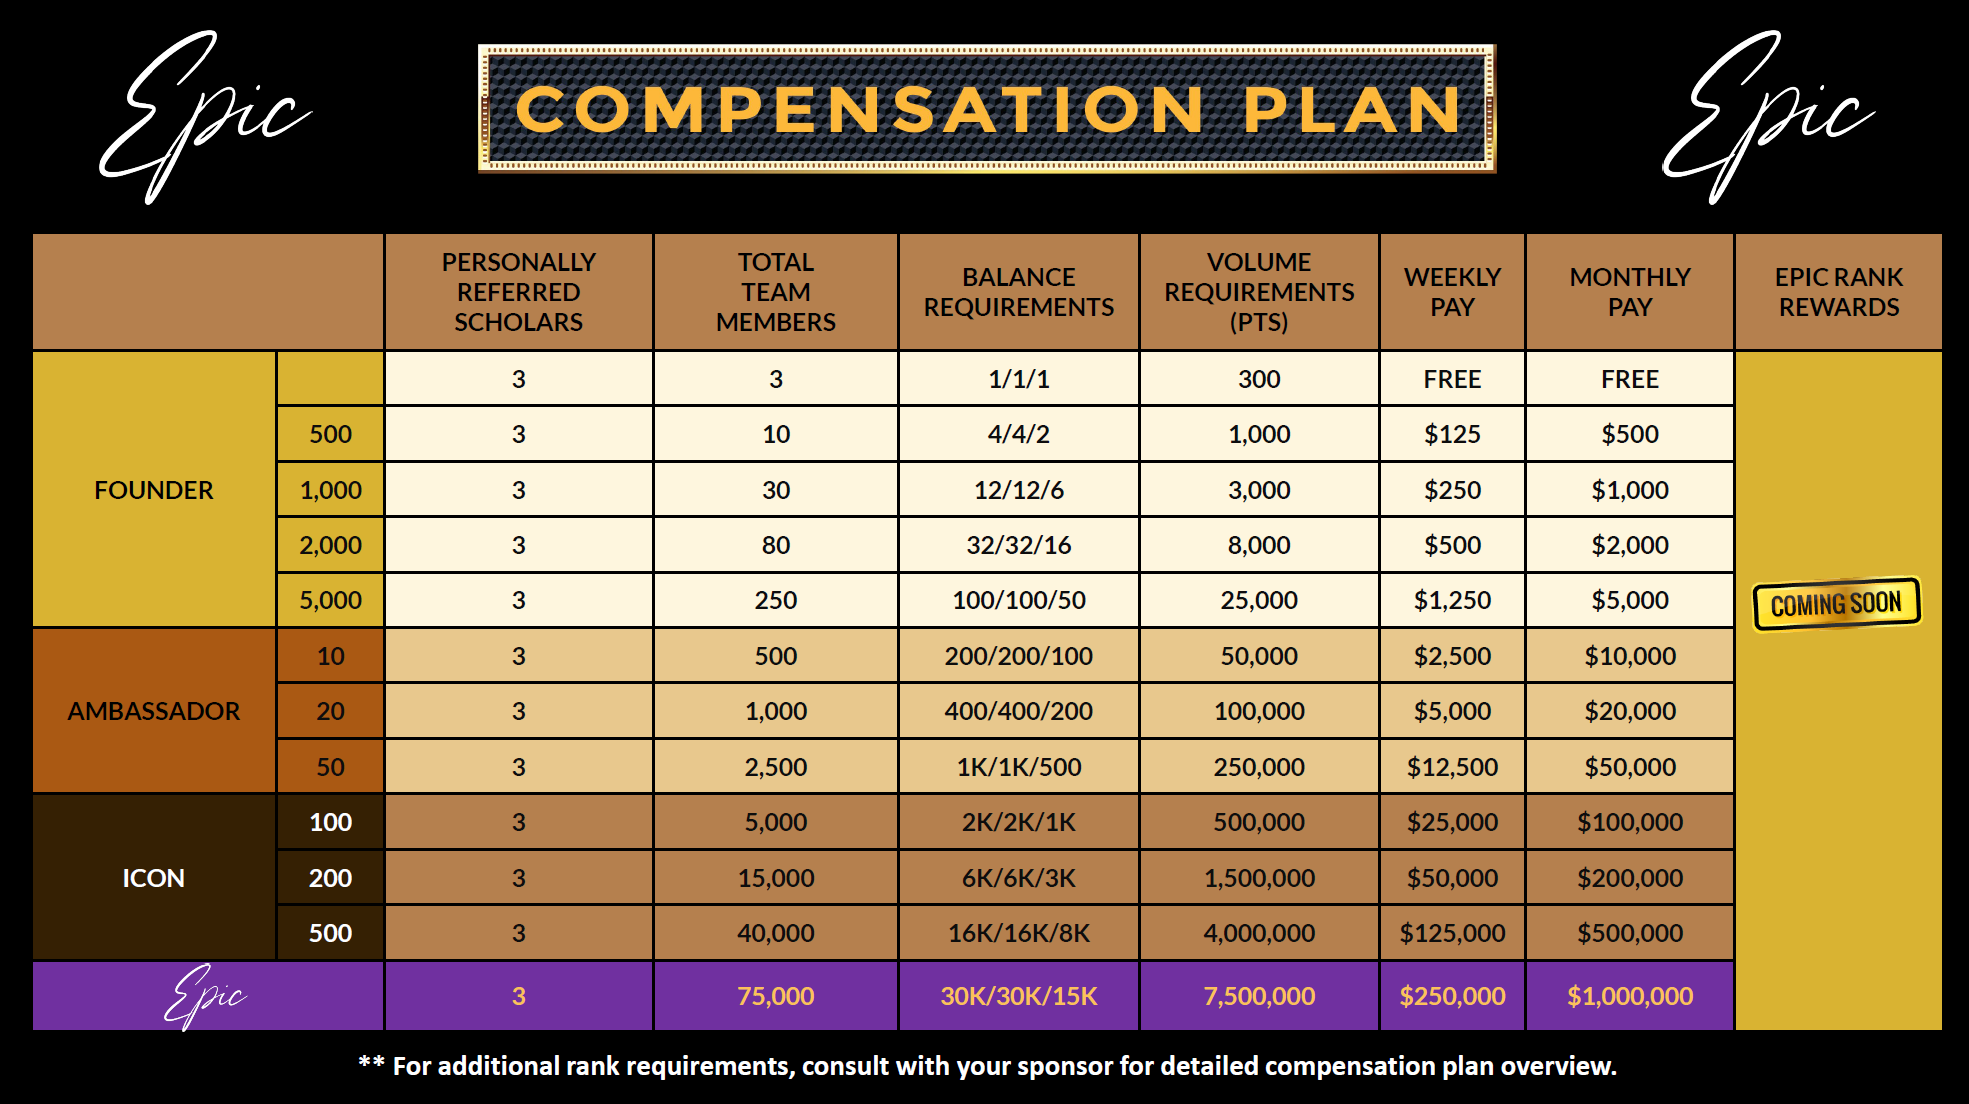 Epic
COMPENSATION PLAN
Epic
PERSONALLY REFERRED SCHOLARS TOTAL TEAM MEMBERS BALANCE REQUIREMENTS VOLUME REQUIREMENTS (PTS) WEEKLY PAY MONTHLY PAY EPIC RANK REWARDS
FOUNDER
3 3 1/1/1 300 FREE FREE
500 3 10 4/4/2 1,000 $125 $500
1,000 3 30 12/12/6 3,000 $250 $1,000
2,000 3 80 32/32/16 8,000 $500 $2,000
5,000 3 250 100/100/50 25,000 $1,250 $5,000
COMING SOON
AMBASSADOR
10 3 500 200/200/100 50,000 $2,500 $10,000
20 3 1,000 400/400/200 100,000 $5,000 $20,000
50 3 2,500 1K/1K/500 250,000 $12,500 $50,000
ICON
100 3 5,000 2K/2K/1K 500,000 $25,000 $100,000
200 3 15,000 6K/6K/3K 1,500,000 $50,000 $200,000
500 3 40,000 16K/16K/8K 4,000,000 $125,000 $500,000
Epic 3 75,000 30K/30K/15K 7,500,000 $250,000 $1,000,000
** For additional rank requirements, consult with your sponsor for detailed compensation plan overview.